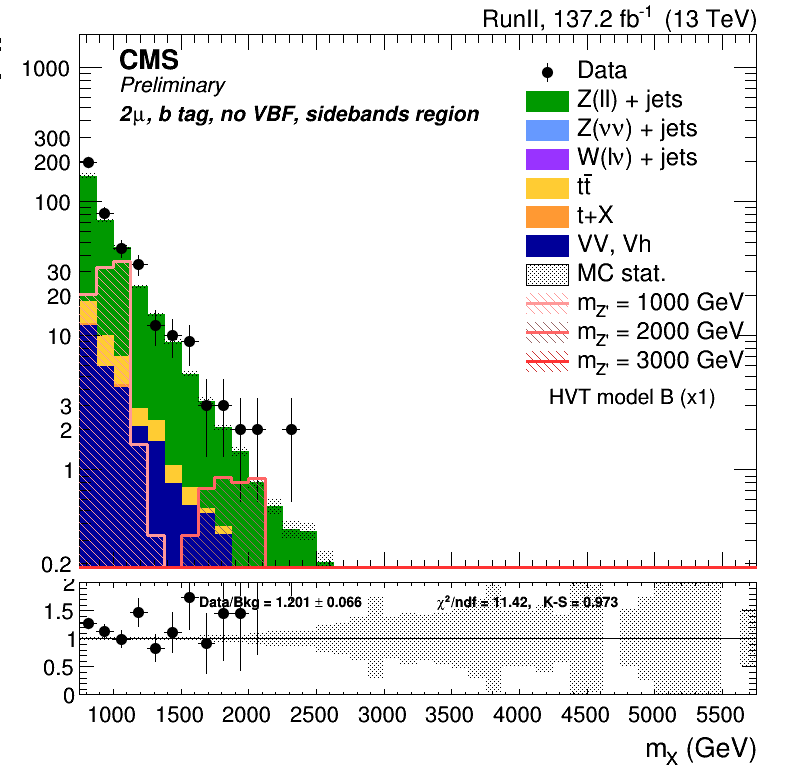 RunII, 137.2 fb⁻¹ (13 TeV)
CMS
Preliminary
2μ, b tag, no VBF, sidebands region
Data
Z(ll) + jets
Z(νν) + jets
W(lν) + jets
tt̄
t+X
VV, Vh
MC stat.
m_Z' = 1000 GeV
m_Z' = 2000 GeV
m_Z' = 3000 GeV
HVT model B (x1)
1000
300
200
100
30
20
10
3
2
1
0.2
2
1.5
1
0.5
0
Data/Bkg = 1.201 ± 0.066
χ²/ndf = 11.42, K-S = 0.973
1000 1500 2000 2500 3000 3500 4000 4500 5000 5500
m_X (GeV)